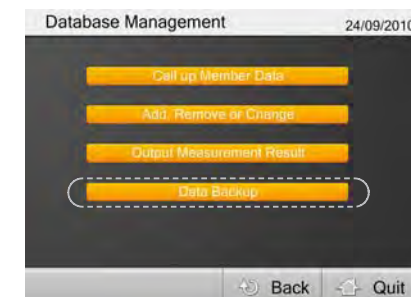 Database Management 24/09/2010
Call up Member Data
Add, Remove or Change
Output Measurement Result
Data Backup
Back Quit